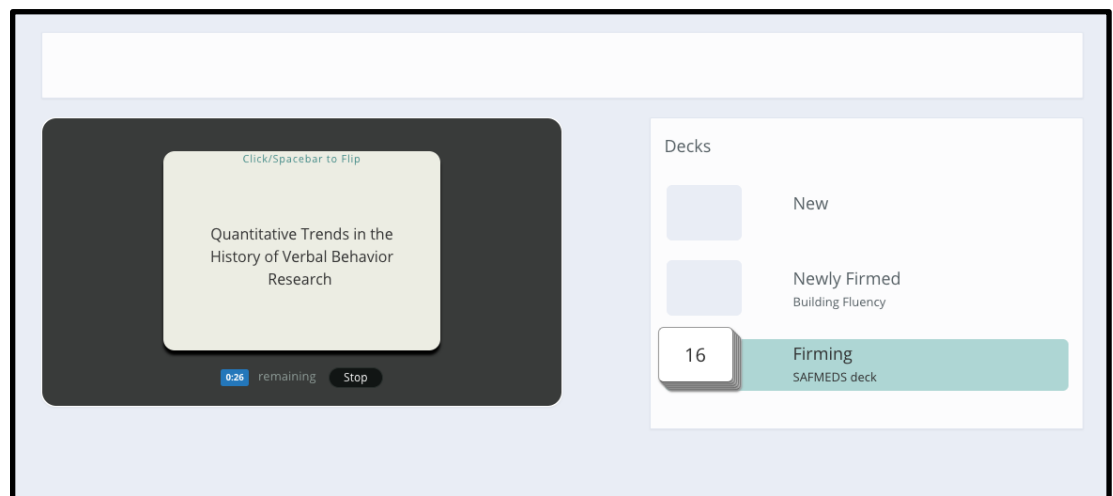 Click/Spacebar to Flip
Quantitative Trends in the
History of Verbal Behavior
Research
0:26 remaining Stop
Decks
New
Newly Firmed
Building Fluency
16
Firming
SAFMEDS deck